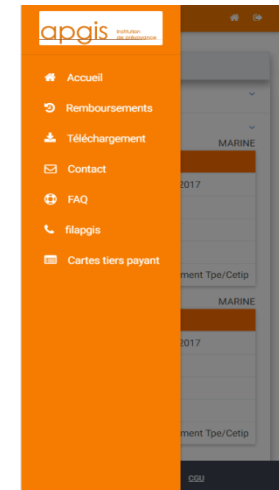 apgis institution
de prévoyance
Accueil
Remboursements
Téléchargement
MARINE
Contact
2017
FAQ
filapgis
Cartes tiers payant
ment Tpe/Cetip
MARINE
2017
ment Tpe/Cetip
CGU